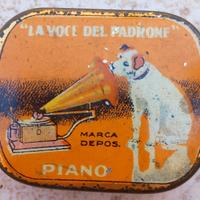 "LA VOCE DEL PADRONE"
MARCA
DEPOS.
PIANO